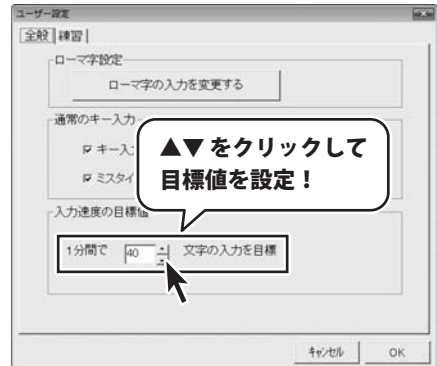 ユーザー設定
全般
練習
ローマ字設定
ローマ字の入力を変更する
通常のキー入力
キー入
ミスタイ
▲▼をクリックして
目標値を設定！
入力速度の目標値
1分間で 40 文字の入力を目標
キャンセル OK